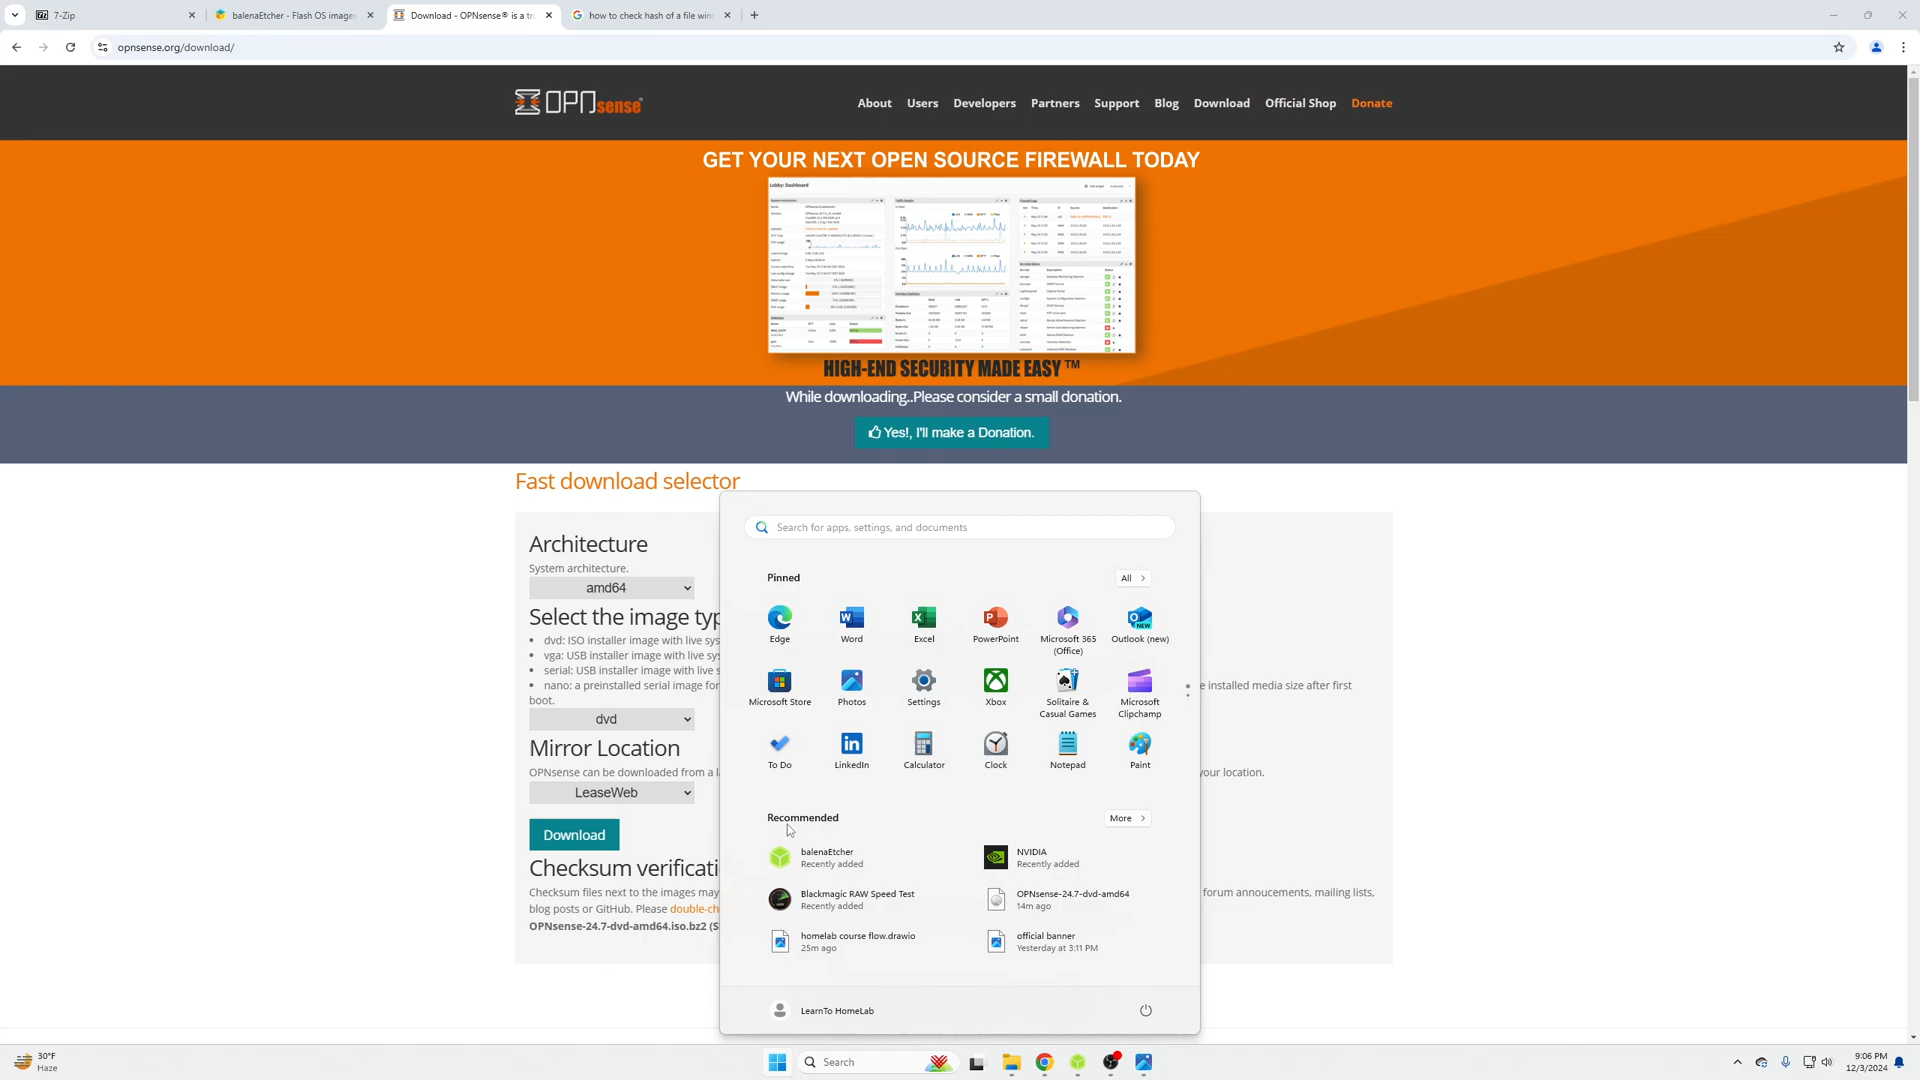 7-Zip
balenaEtcher - Flash OS images
Download - OPNsense® is a tru
how to check hash of a file win
opnsense.org/download/
OPNsense
About Users Developers Partners Support Blog Download Official Shop Donate
GET YOUR NEXT OPEN SOURCE FIREWALL TODAY
Lobby: Dashboard
HIGH-END SECURITY MADE EASY ™
While downloading..Please consider a small donation.
Yes!, I'll make a Donation.
Fast download selector
Architecture
System architecture.
amd64
Select the image typ
dvd: ISO installer image with live sys
vga: USB installer image with live sys
serial: USB installer image with live s
nano: a preinstalled serial image for
e installed media size after first
boot.
dvd
Mirror Location
OPNsense can be downloaded from a la
your location.
LeaseWeb
Download
Checksum verificati
Checksum files next to the images may
forum annoucements, mailing lists,
blog posts or GitHub. Please double-ch
OPNsense-24.7-dvd-amd64.iso.bz2 (S
Search for apps, settings, and documents
Pinned
All
Edge
Word
Excel
PowerPoint
Microsoft 365
(Office)
Outlook (new)
Microsoft Store
Photos
Settings
Xbox
Solitaire &
Casual Games
Microsoft
Clipchamp
To Do
LinkedIn
Calculator
Clock
Notepad
Paint
Recommended
More
balenaEtcher
Recently added
NVIDIA
Recently added
Blackmagic RAW Speed Test
Recently added
OPNsense-24.7-dvd-amd64
14m ago
homelab course flow.drawio
25m ago
official banner
Yesterday at 3:11 PM
LearnTo HomeLab
30°F
Haze
Search
9:06 PM
12/3/2024